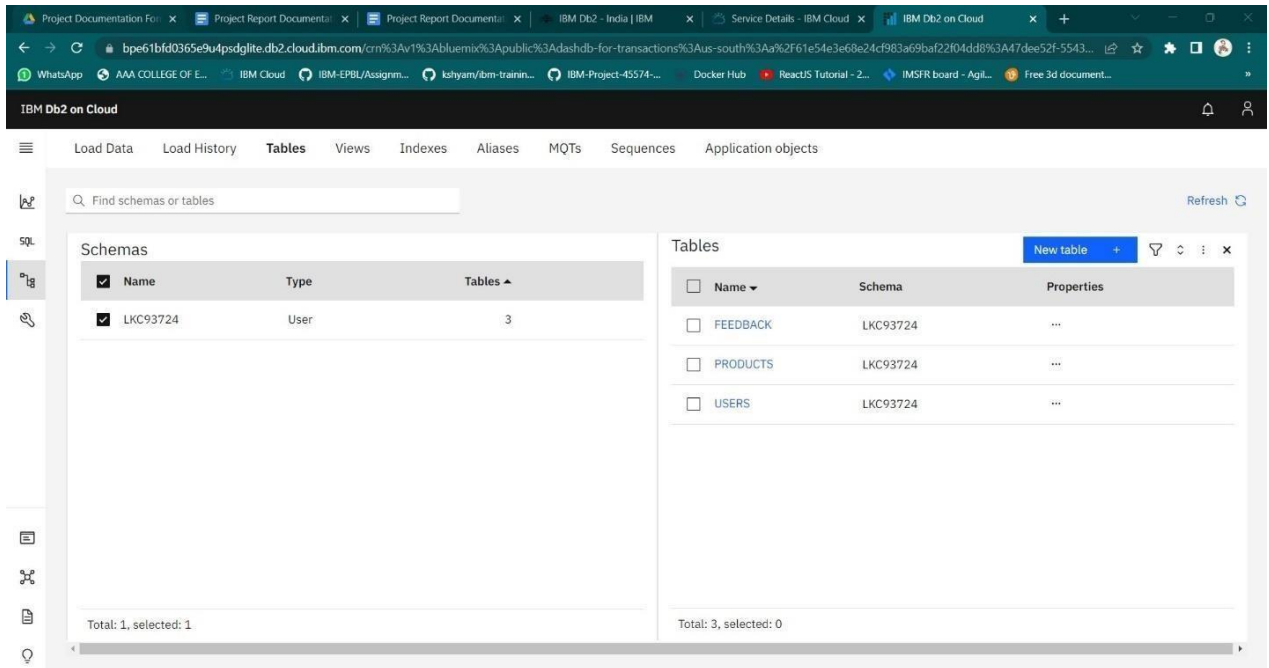 Project Documentation For Project Report Documentat Project Report Documentat IBM Db2 - India | IBM Service Details - IBM Cloud IBM Db2 on Cloud
bpe61bfd0365e9u4psdglite.db2.cloud.ibm.com/crn%3Av1%3Abluemix%3Apublic%3Adashdb-for-transactions%3Aus-south%3Aa%2F61e54e3e68e24cf983a69baf22f04dd8%3A47dee52f-5543...
WhatsApp AAA COLLEGE OF E... IBM Cloud IBM-EPBL/Assignm... kshyam/ibm-trainin... IBM-Project-45574-... Docker Hub ReactJS Tutorial - 2... IMSFR board - Agil... Free 3d document... »
IBM Db2 on Cloud
Load Data Load History Tables Views Indexes Aliases MQTs Sequences Application objects
Find schemas or tables Refresh
SQL
Schemas
Name Type Tables
LKC93724 User 3
Total: 1, selected: 1
Tables New table +
Name Schema Properties
FEEDBACK LKC93724 ...
PRODUCTS LKC93724 ...
USERS LKC93724 ...
Total: 3, selected: 0